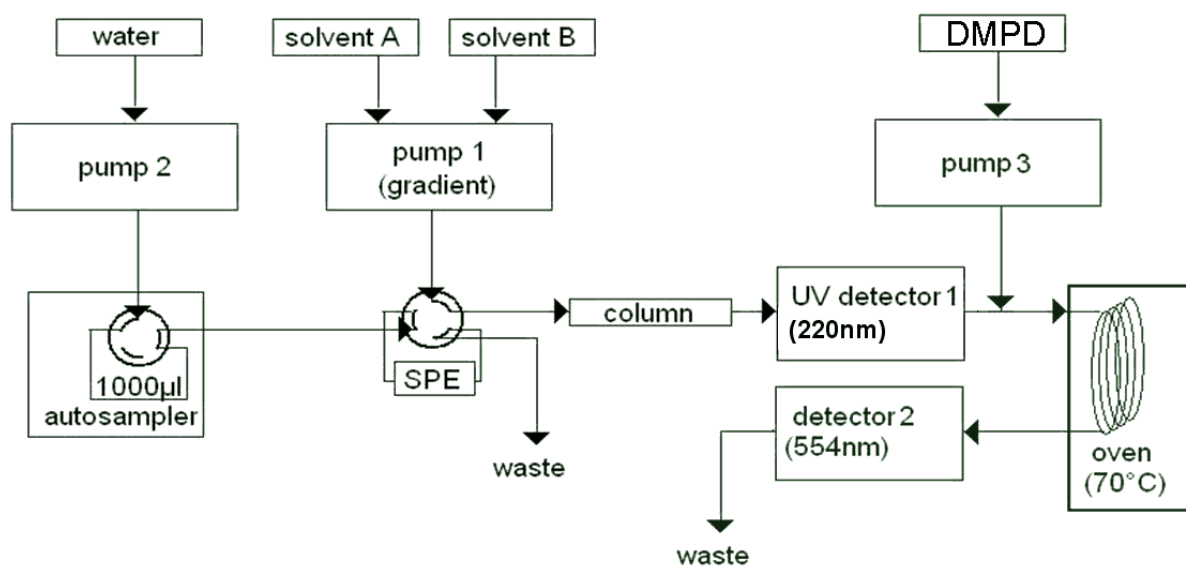 water
solvent A
solvent B
DMPD
pump 2
pump 1
(gradient)
pump 3
1000µl
autosampler
SPE
waste
column
UV detector 1
(220nm)
detector 2
(554nm)
waste
oven
(70°C)